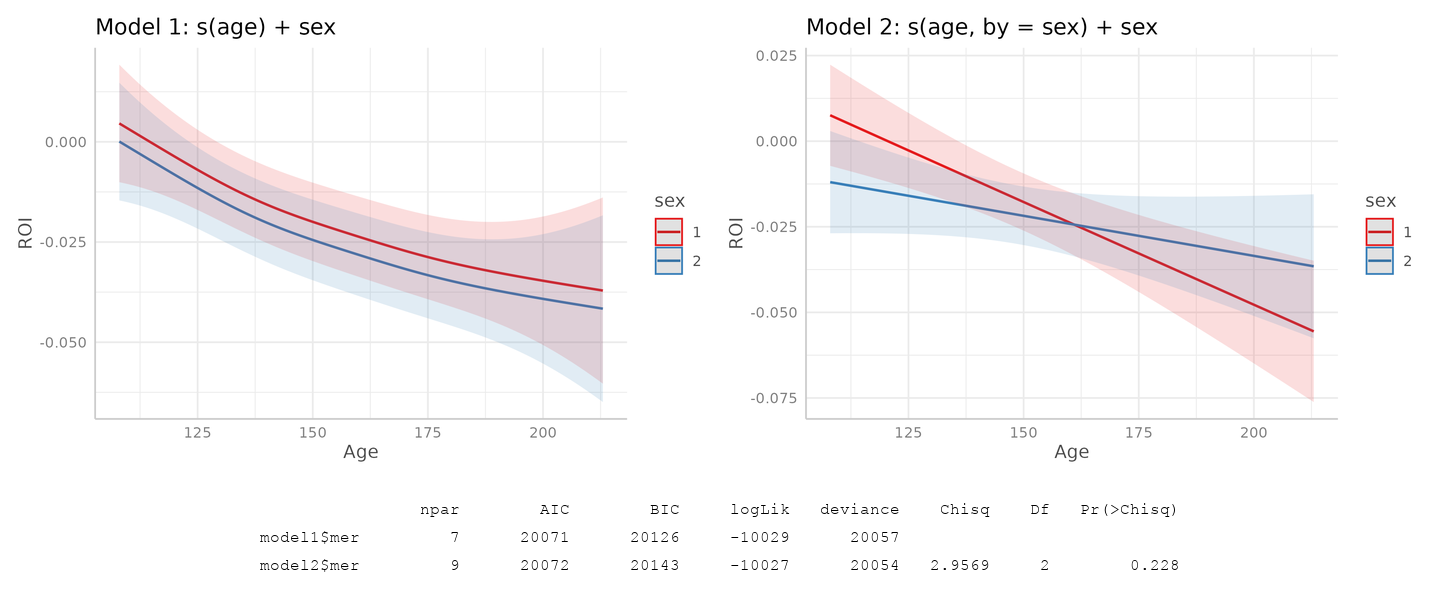 Model 1: s(age) + sex
ROI
0.000
-0.025
-0.050
125 150 175 200
Age
sex
1
2
Model 2: s(age, by = sex) + sex
ROI
0.025
0.000
-0.025
-0.050
-0.075
125 150 175 200
Age
sex
1
2
npar AIC BIC logLik deviance Chisq Df Pr(>Chisq)
model1$mer 7 20071 20126 -10029 20057
model2$mer 9 20072 20143 -10027 20054 2.9569 2 0.228